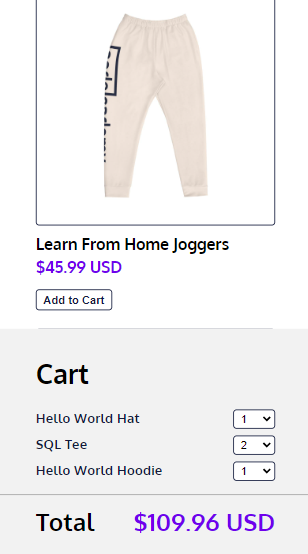 Learn From Home Joggers
$45.99 USD
Add to Cart
Cart
Hello World Hat 1
SQL Tee 2
Hello World Hoodie 1
Total $109.96 USD